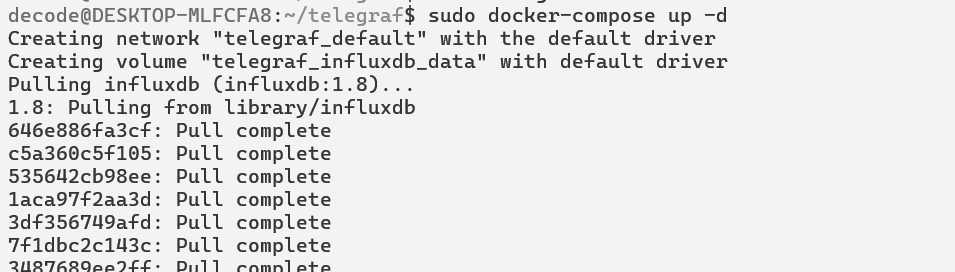 decode@DESKTOP-MLFCFA8:~/telegraf$ sudo docker-compose up -d
Creating network "telegraf_default" with the default driver
Creating volume "telegraf_influxdb_data" with default driver
Pulling influxdb (influxdb:1.8)...
1.8: Pulling from library/influxdb
646e886fa3cf: Pull complete
c5a360c5f105: Pull complete
535642cb98ee: Pull complete
1aca97f2aa3d: Pull complete
3df356749afd: Pull complete
7f1dbc2c143c: Pull complete
3487689ee2ff: Pull complete